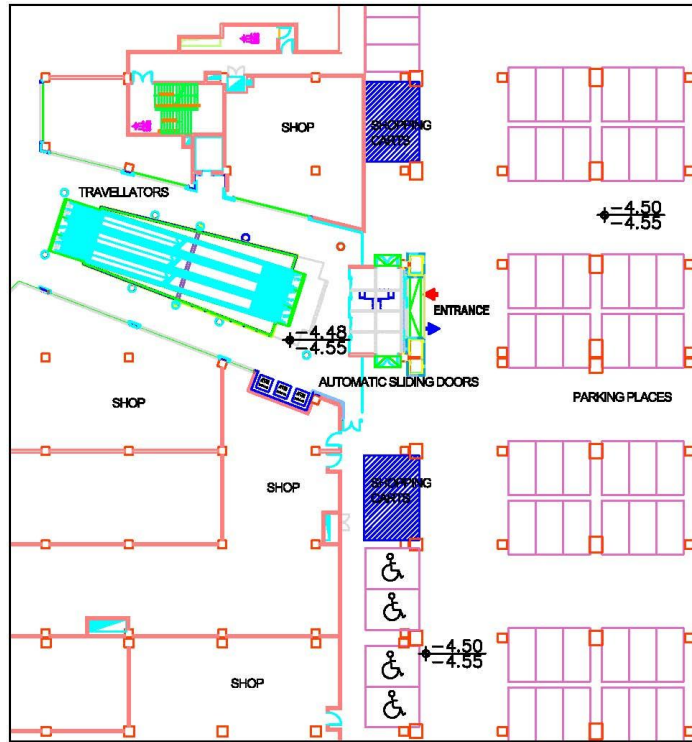 SHOP
SHOPPING
CARTS
TRAVELLATORS
-4.50
-4.55
ENTRANCE
-4.48
-4.55
AUTOMATIC SLIDING DOORS
SHOP
PARKING PLACES
SHOP
SHOPPING
CARTS
-4.50
-4.55
SHOP